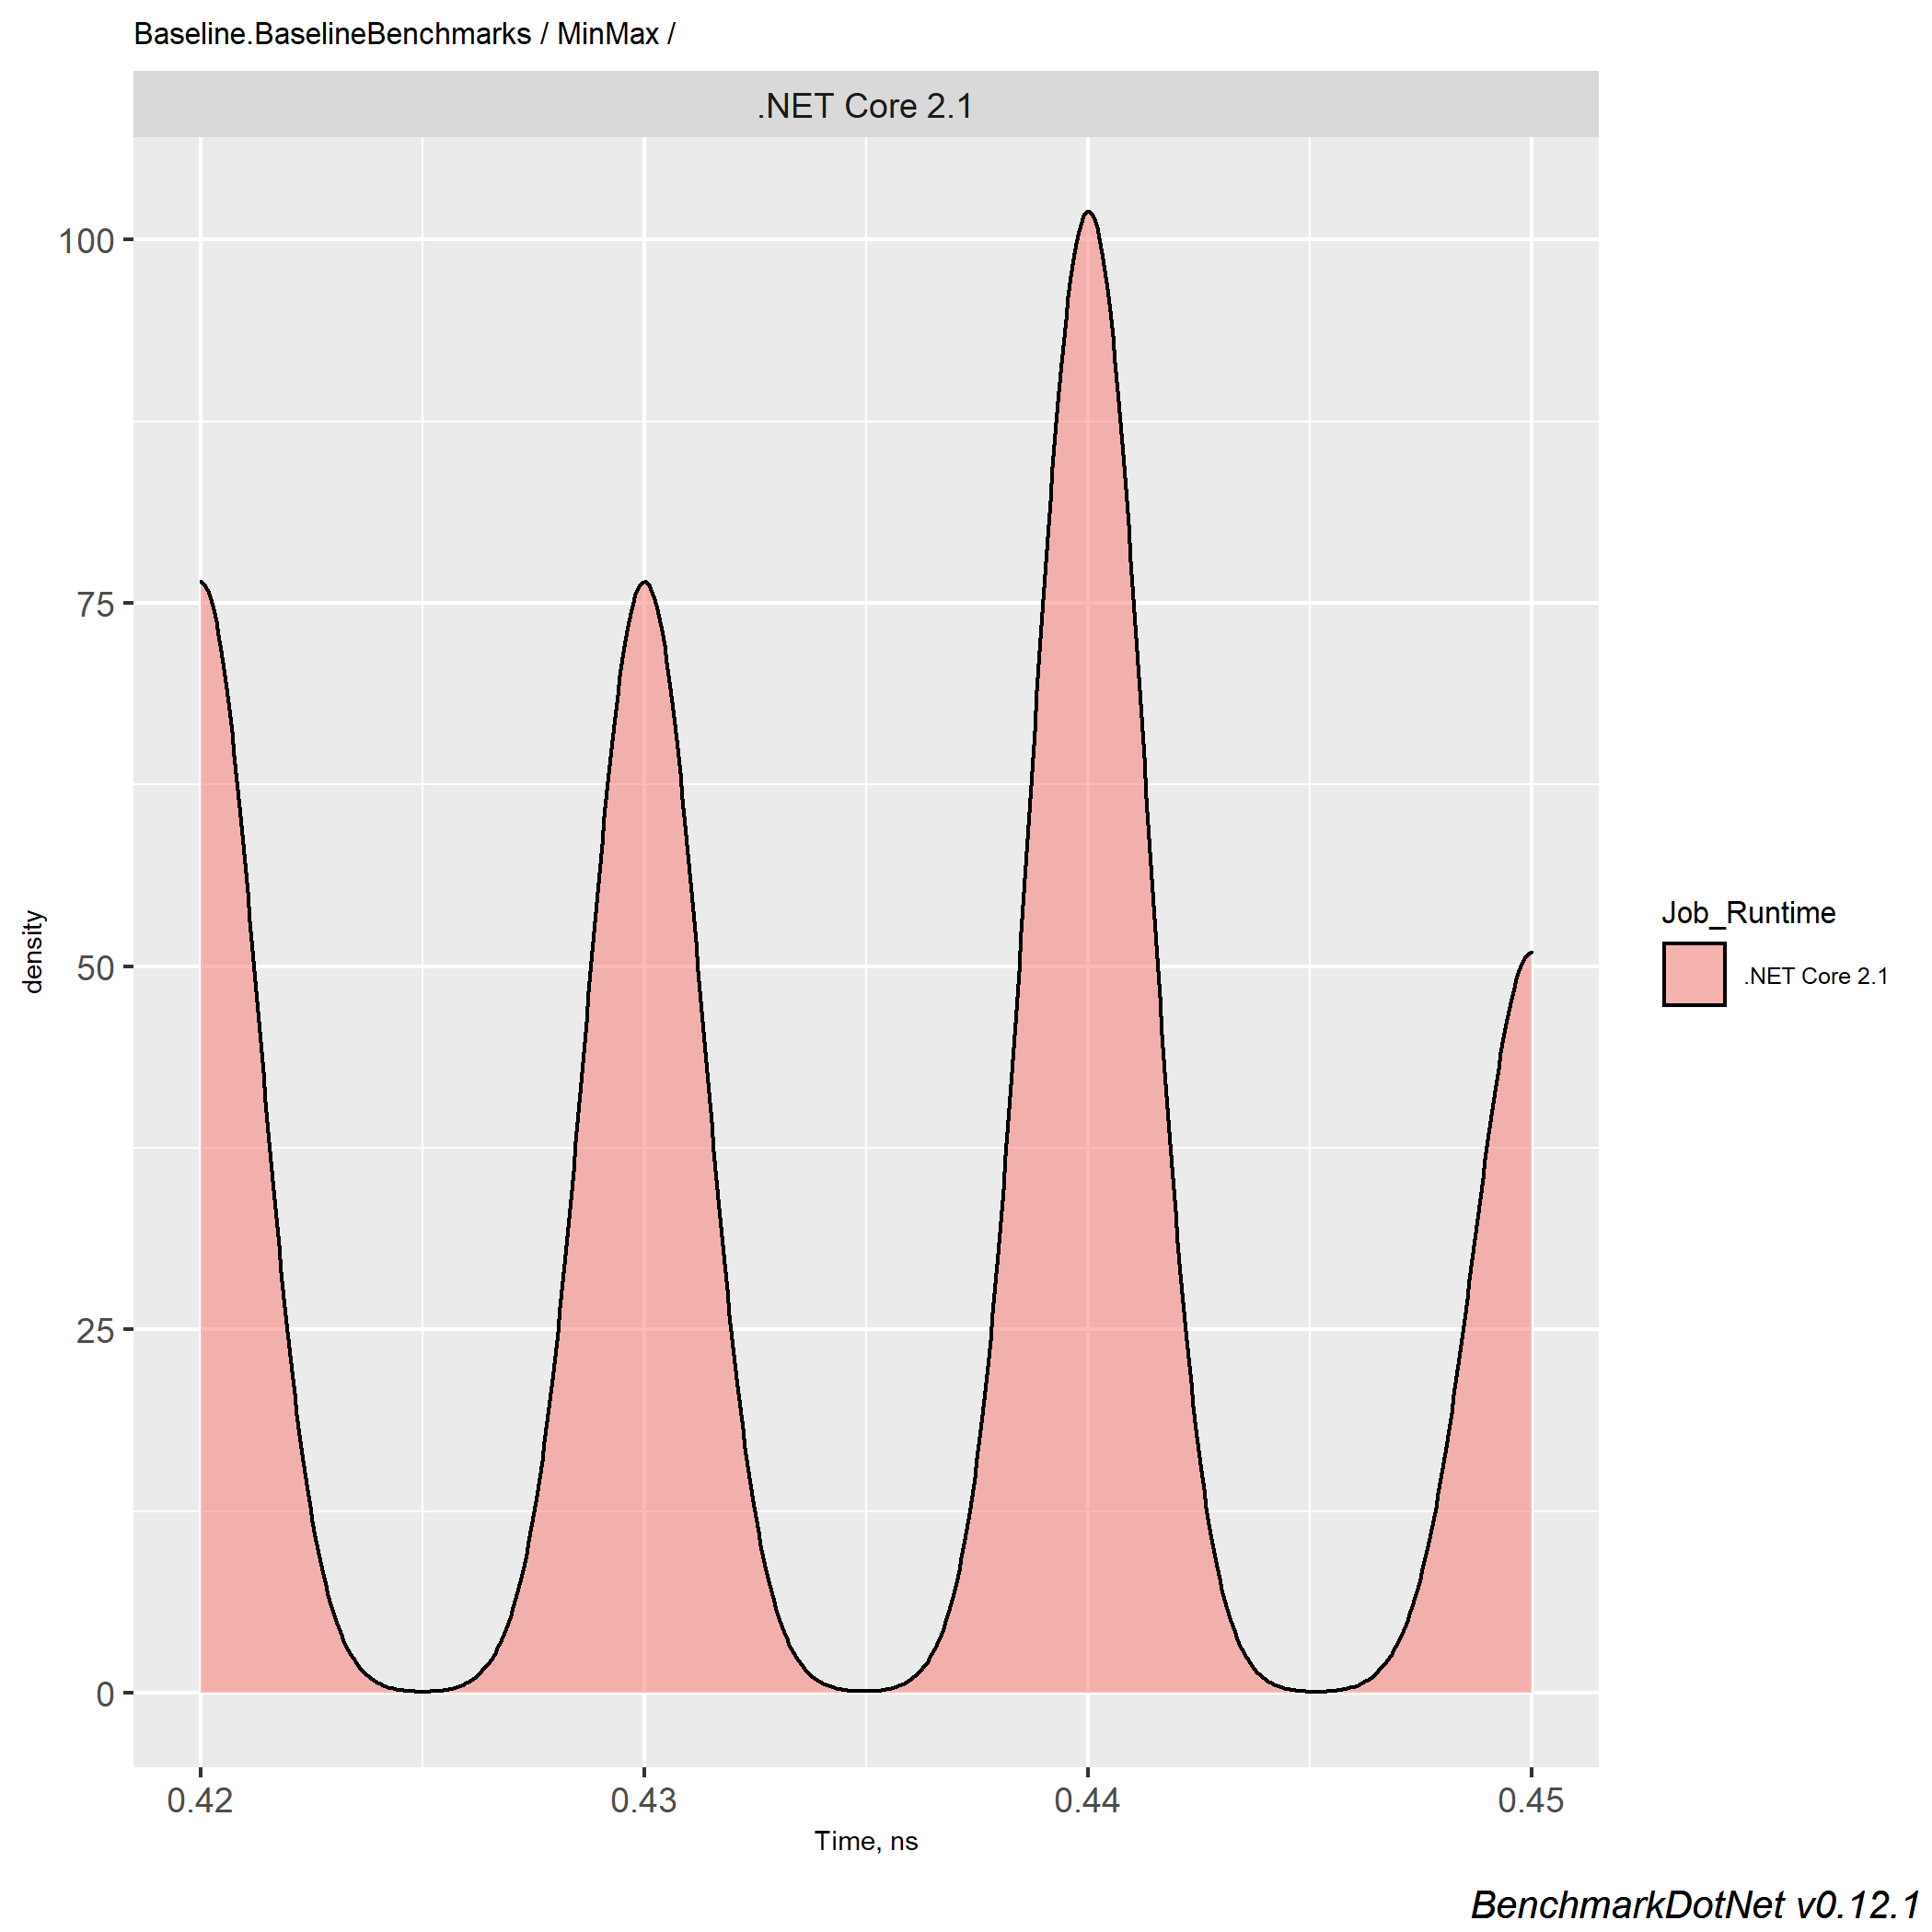 Baseline.BaselineBenchmarks / MinMax /
.NET Core 2.1
100
75
50
25
0
density
0.42 0.43 0.44 0.45
Time, ns
Job_Runtime
.NET Core 2.1
BenchmarkDotNet v0.12.1